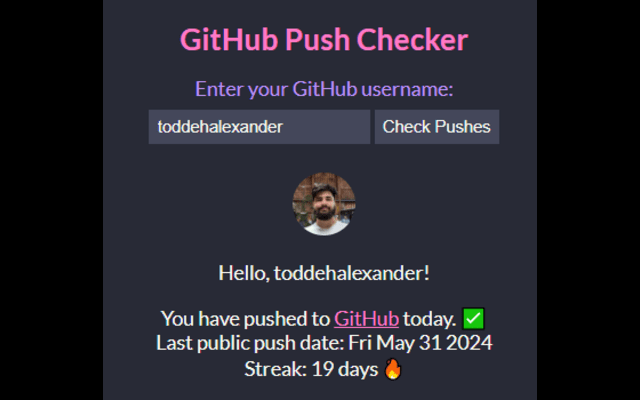 GitHub Push Checker
Enter your GitHub username:
toddehalexander Check Pushes
Hello, toddehalexander!
You have pushed to GitHub today. ✅
Last public push date: Fri May 31 2024
Streak: 19 days 🔥